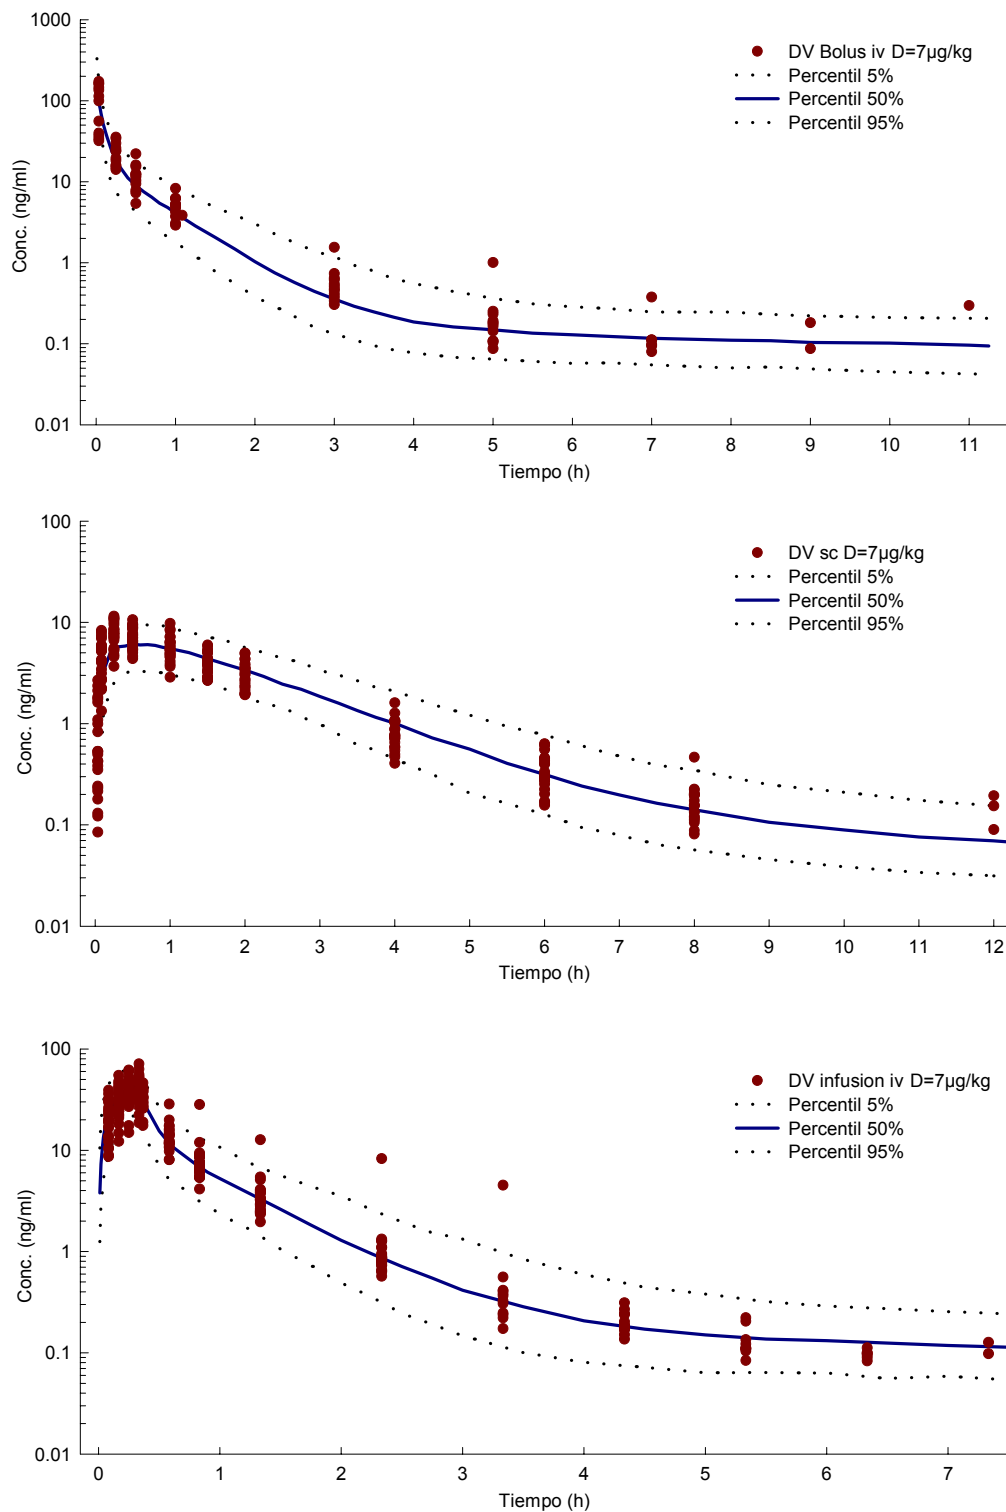 1000
100
10
1
0.1
0.01
Conc. (ng/ml)
DV Bolus iv D=7µg/kg
Percentil 5%
Percentil 50%
Percentil 95%
0 1 2 3 4 5 6 7 8 9 10 11
Tiempo (h)
100
10
1
0.1
0.01
Conc. (ng/ml)
DV sc D=7µg/kg
Percentil 5%
Percentil 50%
Percentil 95%
0 1 2 3 4 5 6 7 8 9 10 11 12
Tiempo (h)
100
10
1
0.1
0.01
Conc. (ng/ml)
DV infusion iv D=7µg/kg
Percentil 5%
Percentil 50%
Percentil 95%
0 1 2 3 4 5 6 7
Tiempo (h)